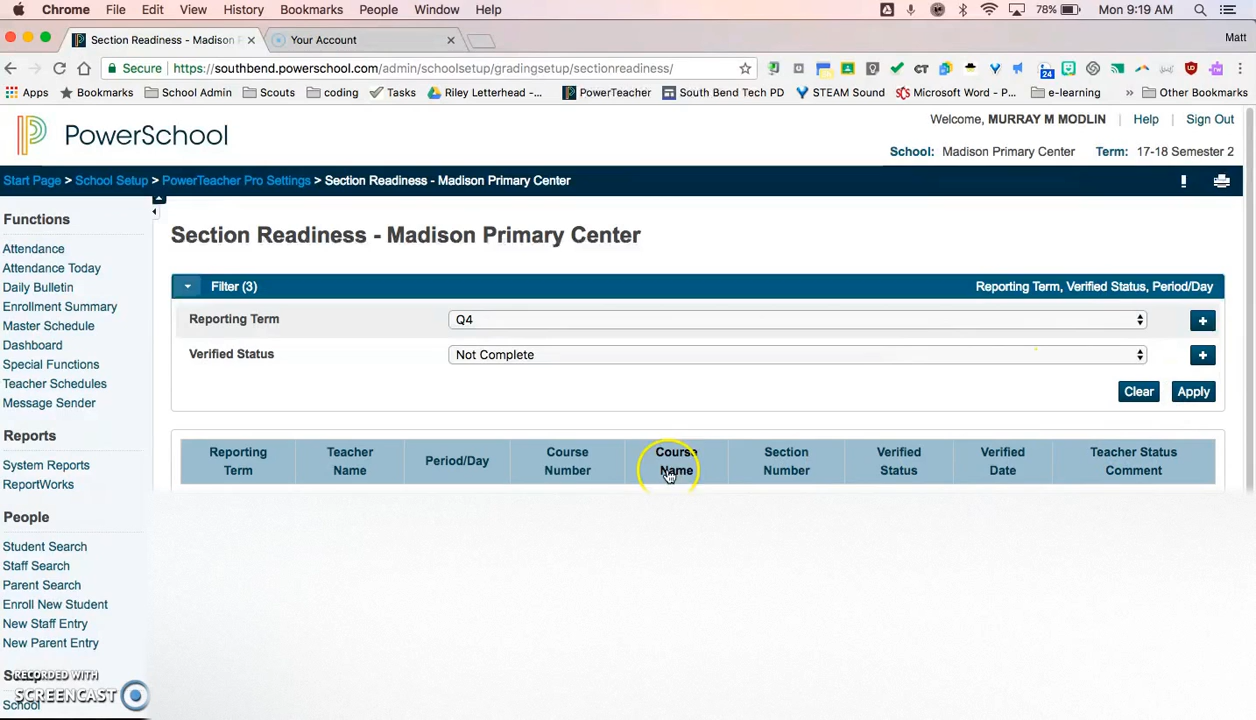 Chrome File Edit View History Bookmarks People Window Help 78% Mon 9:19 AM
Section Readiness - Madison P Your Account Matt
Secure https://southbend.powerschool.com/admin/schoolsetup/gradingsetup/sectionreadiness/ CT 24
Apps Bookmarks School Admin Scouts coding Tasks Riley Letterhead -... PowerTeacher South Bend Tech PD STEAM Sound Microsoft Word - P... e-learning » Other Bookmarks
PowerSchool
Welcome, MURRAY M MODLIN Help Sign Out
School: Madison Primary Center Term: 17-18 Semester 2
Start Page > School Setup > PowerTeacher Pro Settings > Section Readiness - Madison Primary Center
Functions
Attendance
Attendance Today
Daily Bulletin
Enrollment Summary
Master Schedule
Dashboard
Special Functions
Teacher Schedules
Message Sender
Reports
System Reports
ReportWorks
People
Student Search
Staff Search
Parent Search
Enroll New Student
New Staff Entry
New Parent Entry
School
RECORDED WITH
SCREENCAST
Section Readiness - Madison Primary Center
Filter (3) Reporting Term, Verified Status, Period/Day
Reporting Term Q4 +
Verified Status Not Complete +
Clear Apply
Reporting Term
Teacher Name
Period/Day
Course Number
Course Name
Section Number
Verified Status
Verified Date
Teacher Status Comment